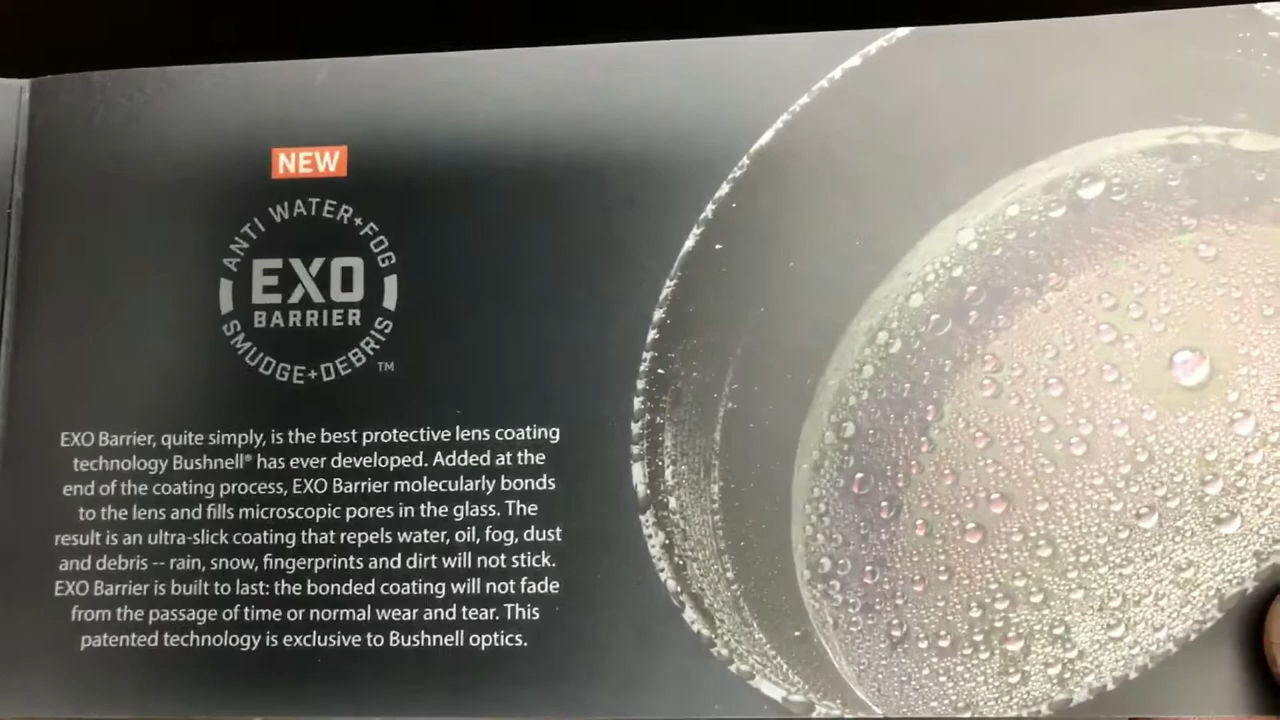 NEW
ANTI WATER+FOG
EXO
BARRIER
SMUDGE+DEBRIS
™
EXO Barrier, quite simply, is the best protective lens coating
technology Bushnell® has ever developed. Added at the
end of the coating process, EXO Barrier molecularly bonds
to the lens and fills microscopic pores in the glass. The
result is an ultra-slick coating that repels water, oil, fog, dust
and debris -- rain, snow, fingerprints and dirt will not stick.
EXO Barrier is built to last: the bonded coating will not fade
from the passage of time or normal wear and tear. This
patented technology is exclusive to Bushnell optics.